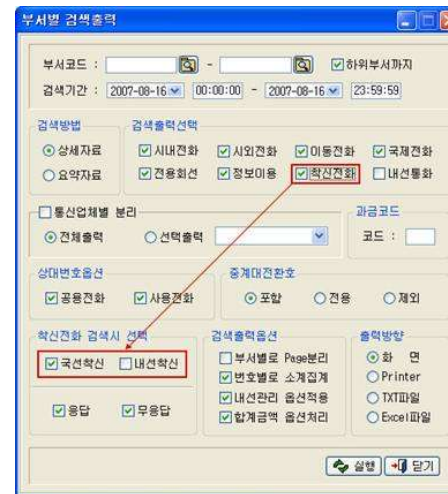 부서별 검색출력
부서코드 : - 하위부서까지
검색기간 : 2007-08-16 00:00:00 - 2007-08-16 23:59:59
검색방법 검색출력선택
상세자료 시내전화 시외전화 이동전화 국제전화
요약자료 전용회선 정보이용 착신전화 내선통화
통신업체별 분리 과금코드
전체출력 선택출력 코드 :
상대번호옵션 중계대전환호
공용전화 사용전화 포함 전용 제외
착신전화 검색시 선택 검색출력옵션 출력방향
국선착신 내선착신 부서별로 Page분리 화 면
번호별로 소계집계 Printer
응답 무응답 내선관리 옵션적용 TXT파일
합계금액 옵션처리 Excel파일
실행 닫기